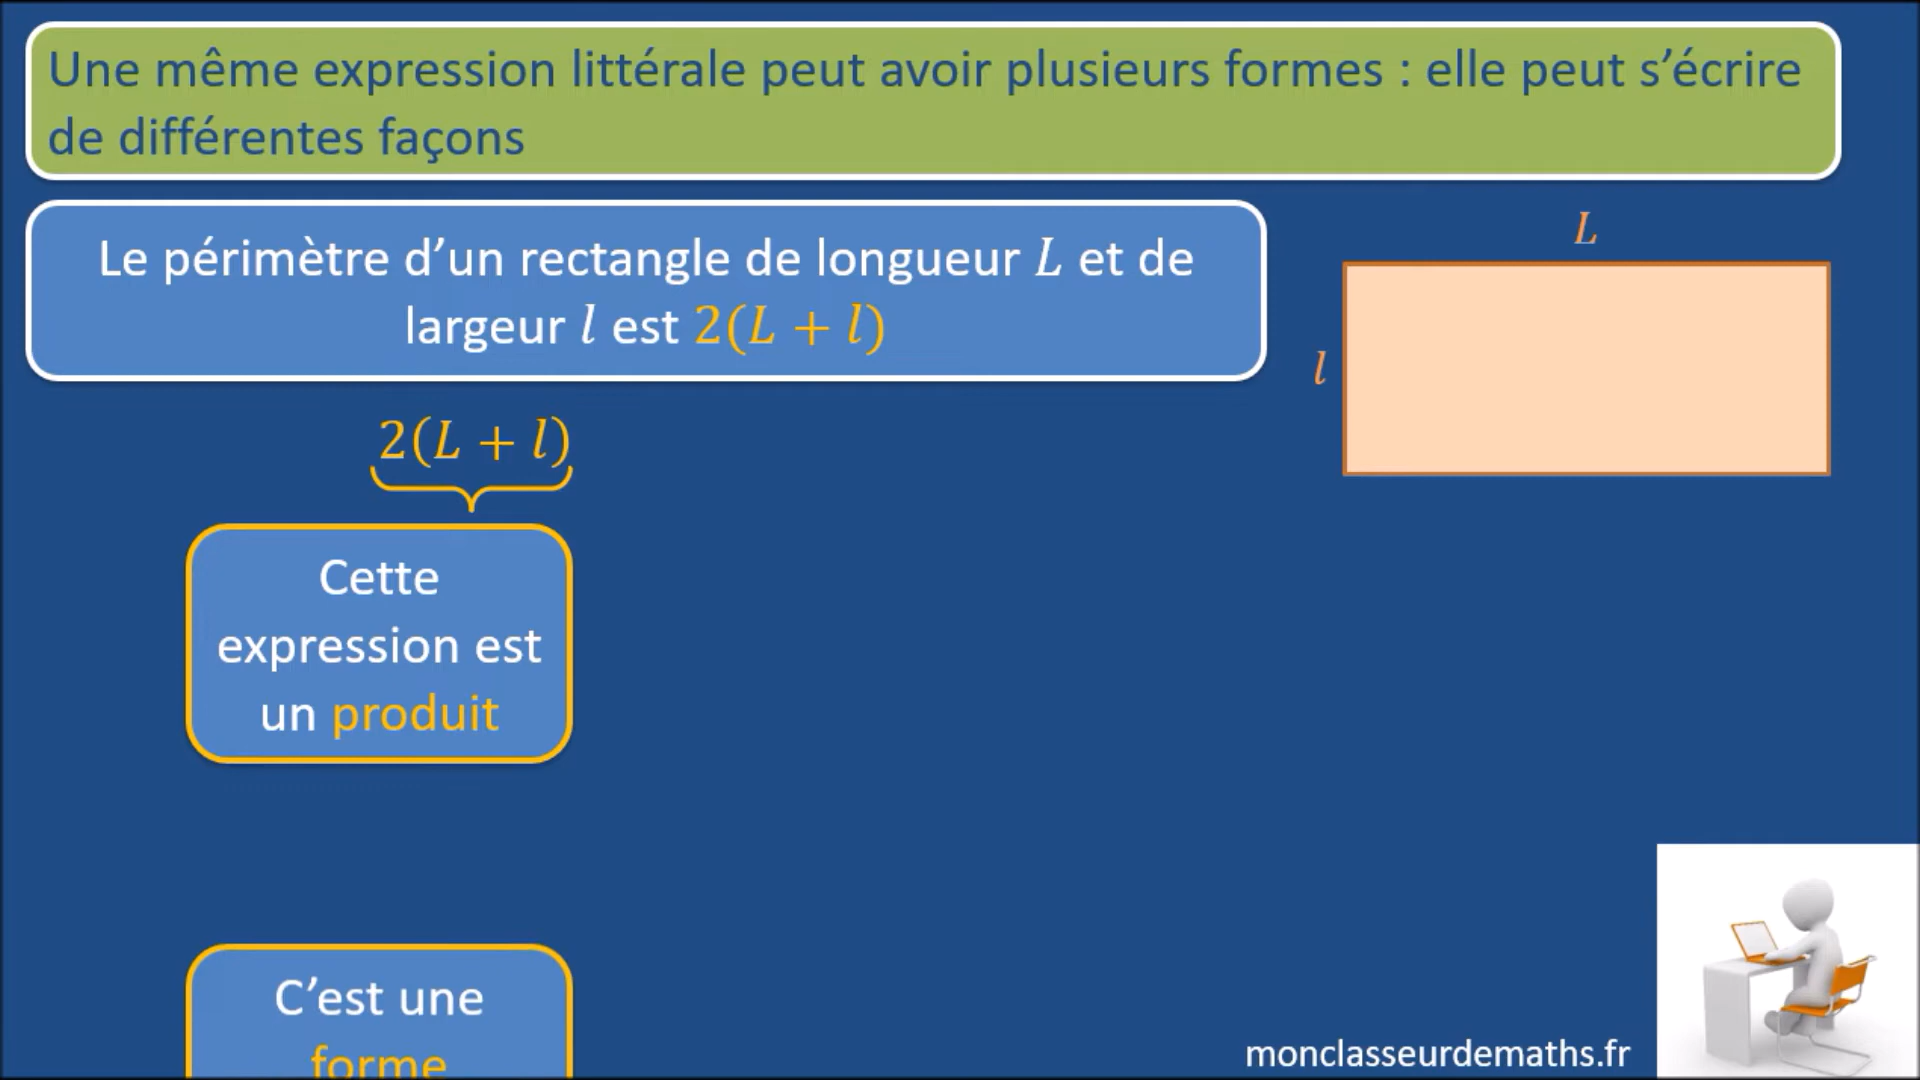 Une même expression littérale peut avoir plusieurs formes : elle peut s’écrire
de différentes façons
Le périmètre d’un rectangle de longueur L et de
largeur l est 2(L + l)
L
l
2(L + l)
Cette
expression est
un produit
C’est une
forme
monclasseurdemaths.fr